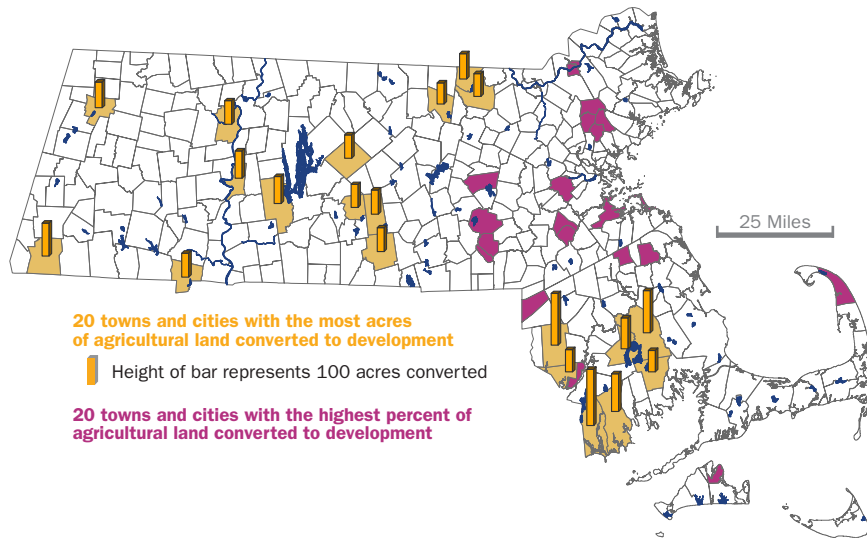 25 Miles
20 towns and cities with the most acres
of agricultural land converted to development
Height of bar represents 100 acres converted
20 towns and cities with the highest percent of
agricultural land converted to development